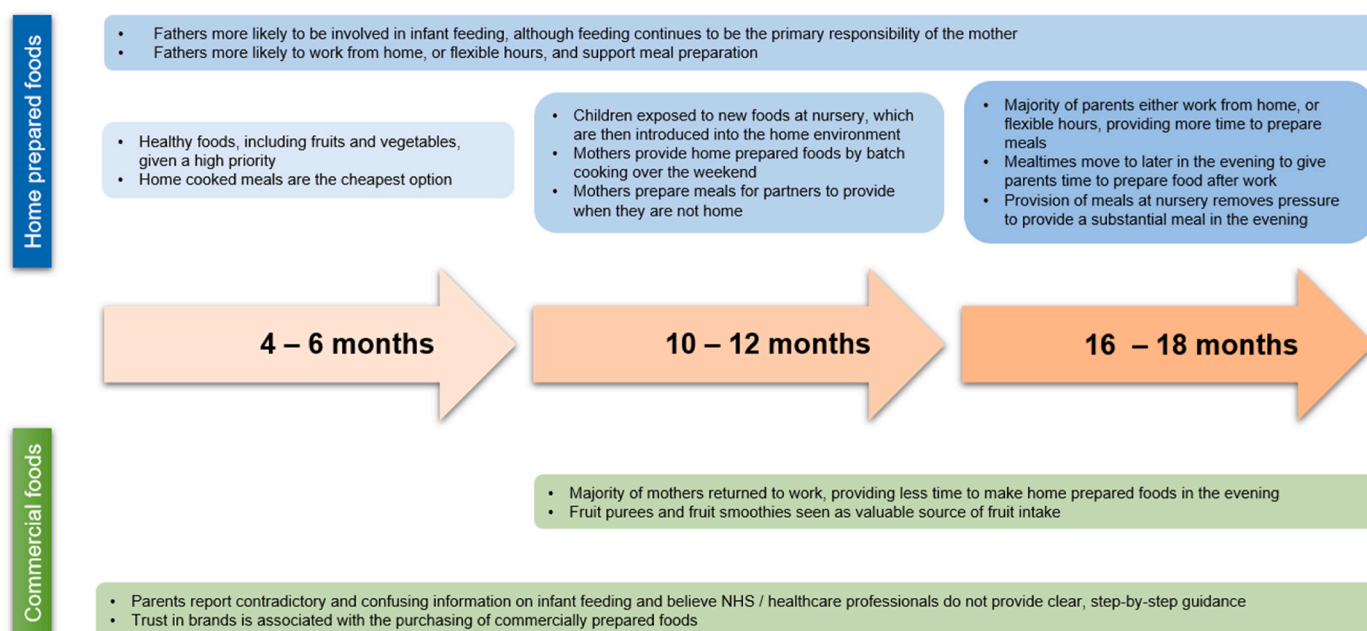 Home prepared foods
• Fathers more likely to be involved in infant feeding, although feeding continues to be the primary responsibility of the mother
• Fathers more likely to work from home, or flexible hours, and support meal preparation
• Healthy foods, including fruits and vegetables,
given a high priority
• Home cooked meals are the cheapest option
• Children exposed to new foods at nursery, which
are then introduced into the home environment
• Mothers provide home prepared foods by batch
cooking over the weekend
• Mothers prepare meals for partners to provide
when they are not home
• Majority of parents either work from home, or
flexible hours, providing more time to prepare
meals
• Mealtimes move to later in the evening to give
parents time to prepare food after work
• Provision of meals at nursery removes pressure
to provide a substantial meal in the evening
4 – 6 months
10 – 12 months
16 – 18 months
Commercial foods
• Majority of mothers returned to work, providing less time to make home prepared foods in the evening
• Fruit purees and fruit smoothies seen as valuable source of fruit intake
• Parents report contradictory and confusing information on infant feeding and believe NHS / healthcare professionals do not provide clear, step-by-step guidance
• Trust in brands is associated with the purchasing of commercially prepared foods